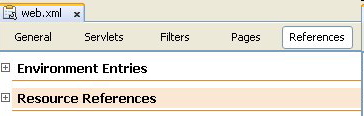 web.xml x
General Servlets Filters Pages References
Environment Entries
Resource References